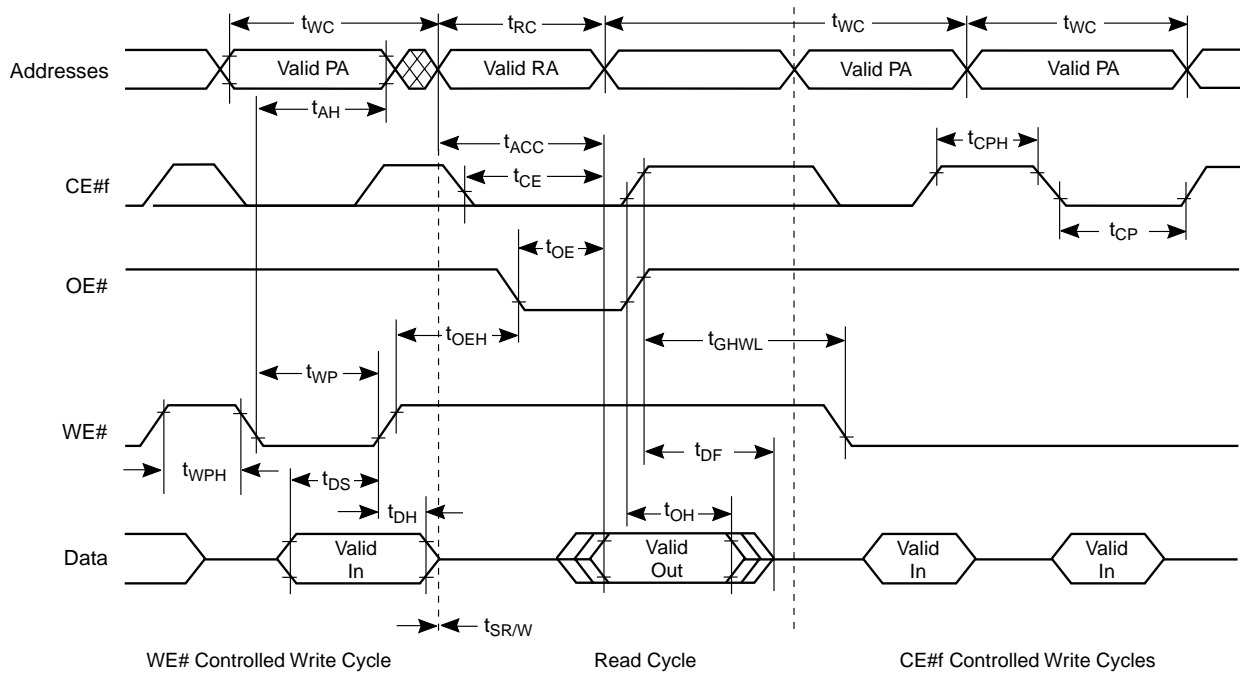 tWC tRC tWC tWC
Addresses Valid PA Valid RA Valid PA Valid PA
tAH
tACC tCPH
CE#f tCE
tOE tCP
OE#
tOEH tGHWL
tWP
WE#
tWPH tDS tDF
tDH tOH
Data Valid In Valid Out Valid In Valid In
tSR/W
WE# Controlled Write Cycle Read Cycle CE#f Controlled Write Cycles